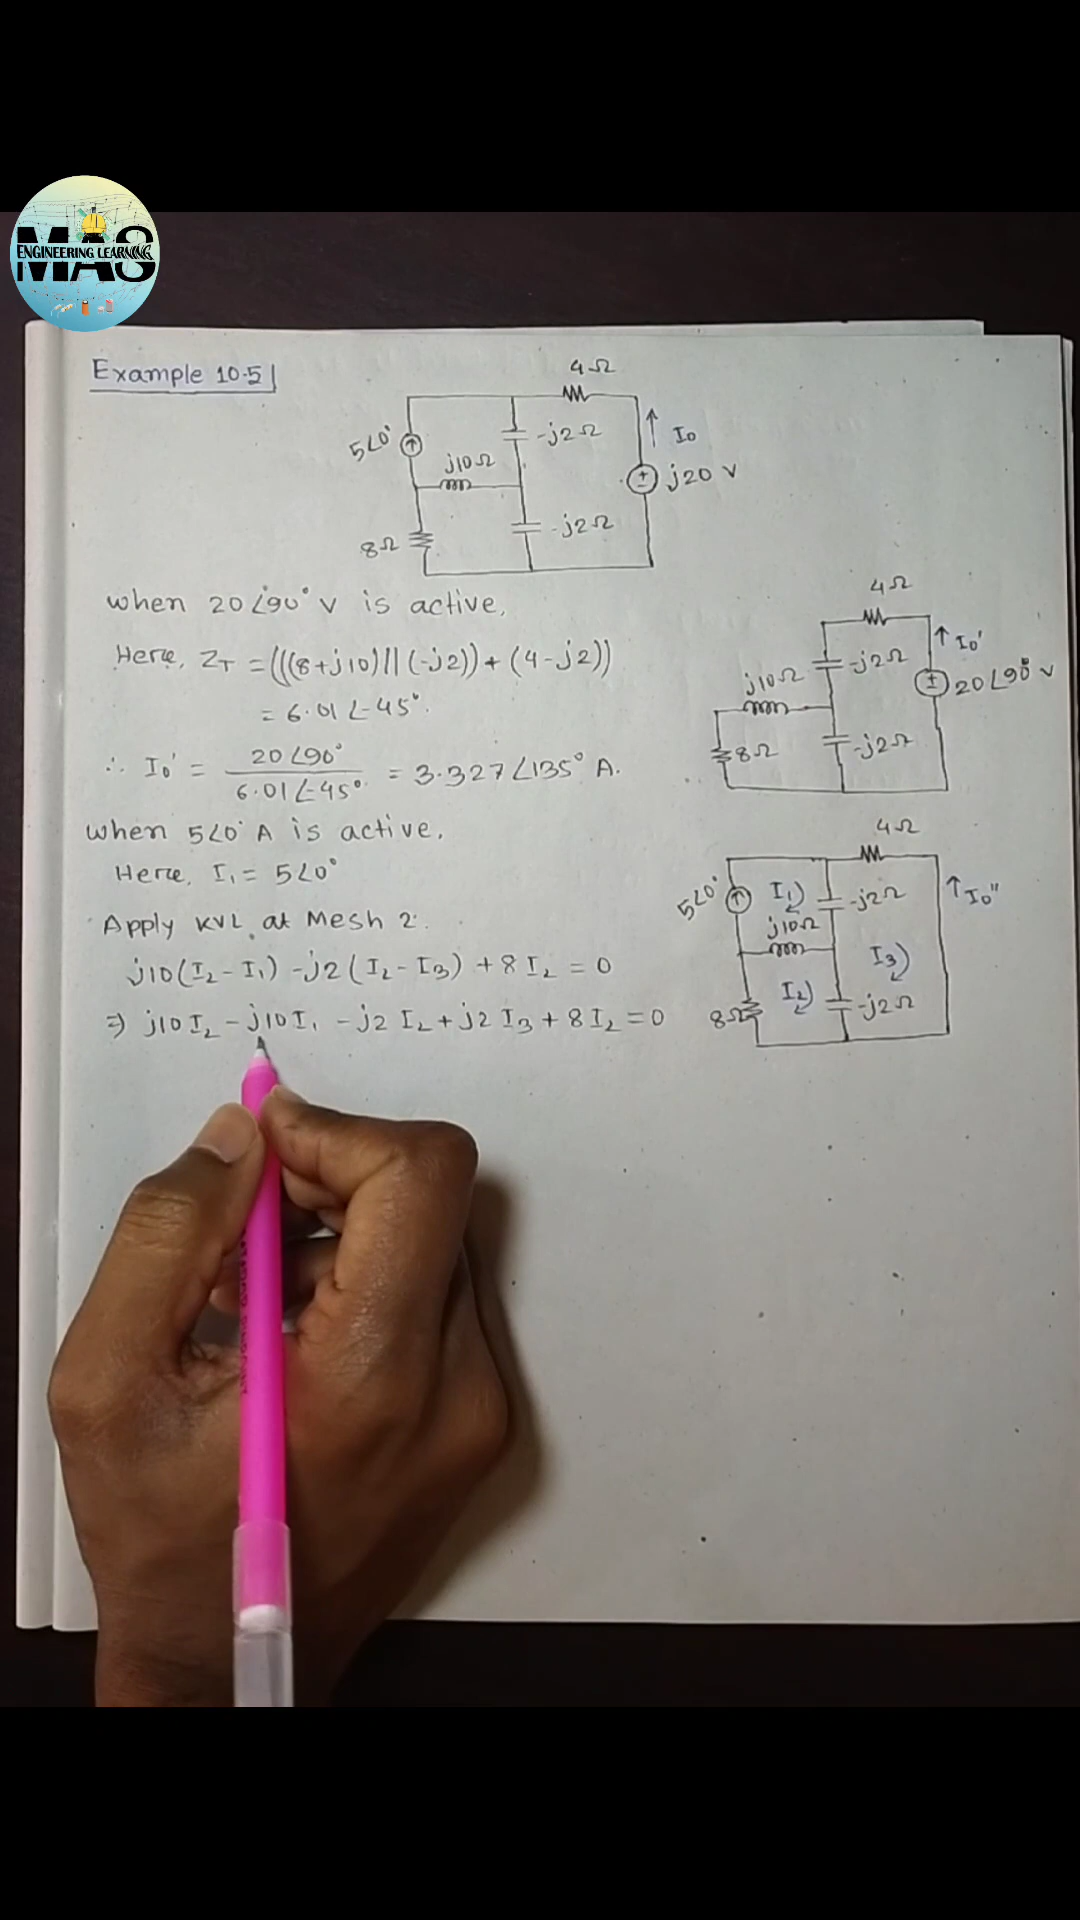 MAS
ENGINEERING LEARNING
Example 10.5
4Ω
5∠0°
-j2Ω
I₀
j10Ω
j20 V
8Ω
-j2Ω
when 20∠90° V is active,
Here, Z_T = (((8+j10)||(-j2)) + (4-j2))
= 6.01∠-45°.
∴ I₀' = 20∠90° / 6.01∠-45° = 3.327∠135° A.
4Ω
I₀'
-j2Ω
j10Ω
20∠90° V
8Ω
-j2Ω
when 5∠0° A is active,
Here, I₁ = 5∠0°
Apply KVL at Mesh 2:
j10(I₂ - I₁) - j2(I₂ - I₃) + 8I₂ = 0
⇒ j10I₂ - j10I₁ - j2I₂ + j2I₃ + 8I₂ = 0
4Ω
5∠0°
I₁
-j2Ω
I₀"
j10Ω
I₃
I₂
8Ω
-j2Ω